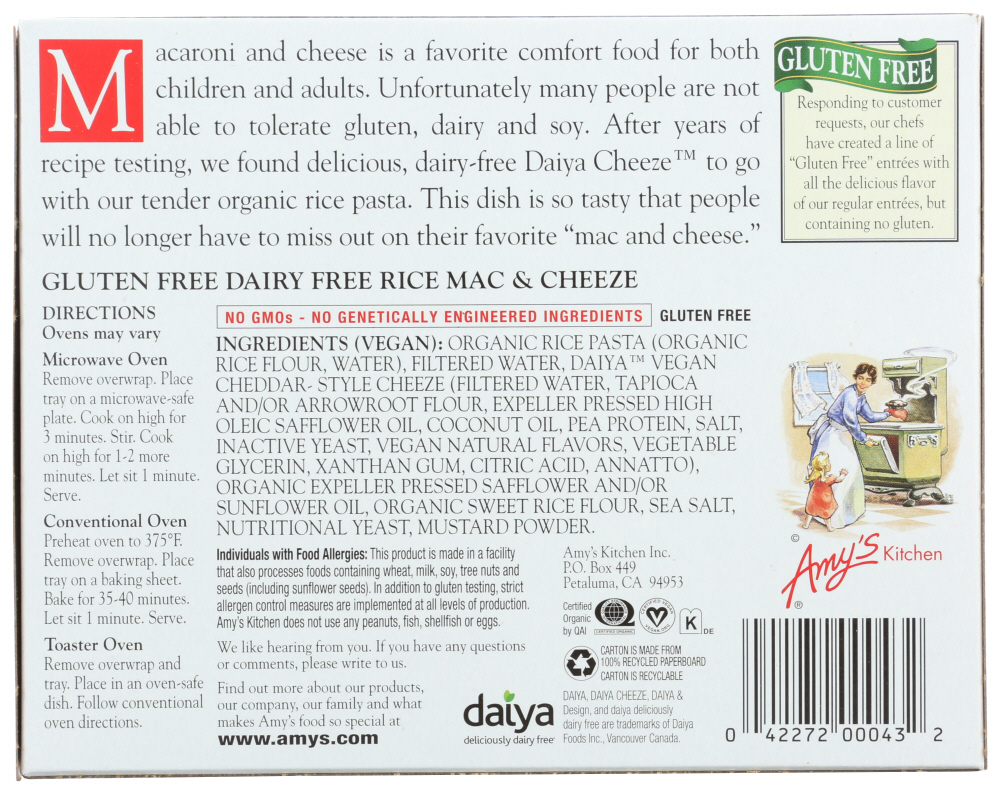 Macaroni and cheese is a favorite comfort food for both
children and adults. Unfortunately many people are not
able to tolerate gluten, dairy and soy. After years of
recipe testing, we found delicious, dairy-free Daiya Cheeze™ to go
with our tender organic rice pasta. This dish is so tasty that people
will no longer have to miss out on their favorite “mac and cheese.”
GLUTEN FREE
Responding to customer
requests, our chefs
have created a line of
“Gluten Free” entrées with
all the delicious flavor
of our regular entrées, but
containing no gluten.
GLUTEN FREE DAIRY FREE RICE MAC & CHEEZE
DIRECTIONS
Ovens may vary
Microwave Oven
Remove overwrap. Place
tray on a microwave-safe
plate. Cook on high for
3 minutes. Stir. Cook
on high for 1-2 more
minutes. Let sit 1 minute.
Serve.
Conventional Oven
Preheat oven to 375°F.
Remove overwrap. Place
tray on a baking sheet.
Bake for 35-40 minutes.
Let sit 1 minute. Serve.
Toaster Oven
Remove overwrap and
tray. Place in an oven-safe
dish. Follow conventional
oven directions.
NO GMOs - NO GENETICALLY ENGINEERED INGREDIENTS GLUTEN FREE
INGREDIENTS (VEGAN): ORGANIC RICE PASTA (ORGANIC
RICE FLOUR, WATER), FILTERED WATER, DAIYA™ VEGAN
CHEDDAR- STYLE CHEEZE (FILTERED WATER, TAPIOCA
AND/OR ARROWROOT FLOUR, EXPELLER PRESSED HIGH
OLEIC SAFFLOWER OIL, COCONUT OIL, PEA PROTEIN, SALT,
INACTIVE YEAST, VEGAN NATURAL FLAVORS, VEGETABLE
GLYCERIN, XANTHAN GUM, CITRIC ACID, ANNATTO),
ORGANIC EXPELLER PRESSED SAFFLOWER AND/OR
SUNFLOWER OIL, ORGANIC SWEET RICE FLOUR, SEA SALT,
NUTRITIONAL YEAST, MUSTARD POWDER.
Individuals with Food Allergies: This product is made in a facility
that also processes foods containing wheat, milk, soy, tree nuts and
seeds (including sunflower seeds). In addition to gluten testing, strict
allergen control measures are implemented at all levels of production.
Amy's Kitchen does not use any peanuts, fish, shellfish or eggs.
We like hearing from you. If you have any questions
or comments, please write to us.
Find out more about our products,
our company, our family and what
makes Amy's food so special at
www.amys.com
Amy's Kitchen Inc.
P.O. Box 449
Petaluma, CA 94953
Certified
Organic
by QAI
CERTIFIED ORGANIC
CERTIFIED VEGAN
VEGAN.ORG
K DE
CARTON IS MADE FROM
100% RECYCLED PAPERBOARD
CARTON IS RECYCLABLE
daiya
deliciously dairy free
DAIYA, DAIYA CHEEZE, DAIYA &
Design, and daiya deliciously
dairy free are trademarks of Daiya
Foods Inc., Vancouver Canada.
©
Amy's Kitchen
®
0 42272 00043 2